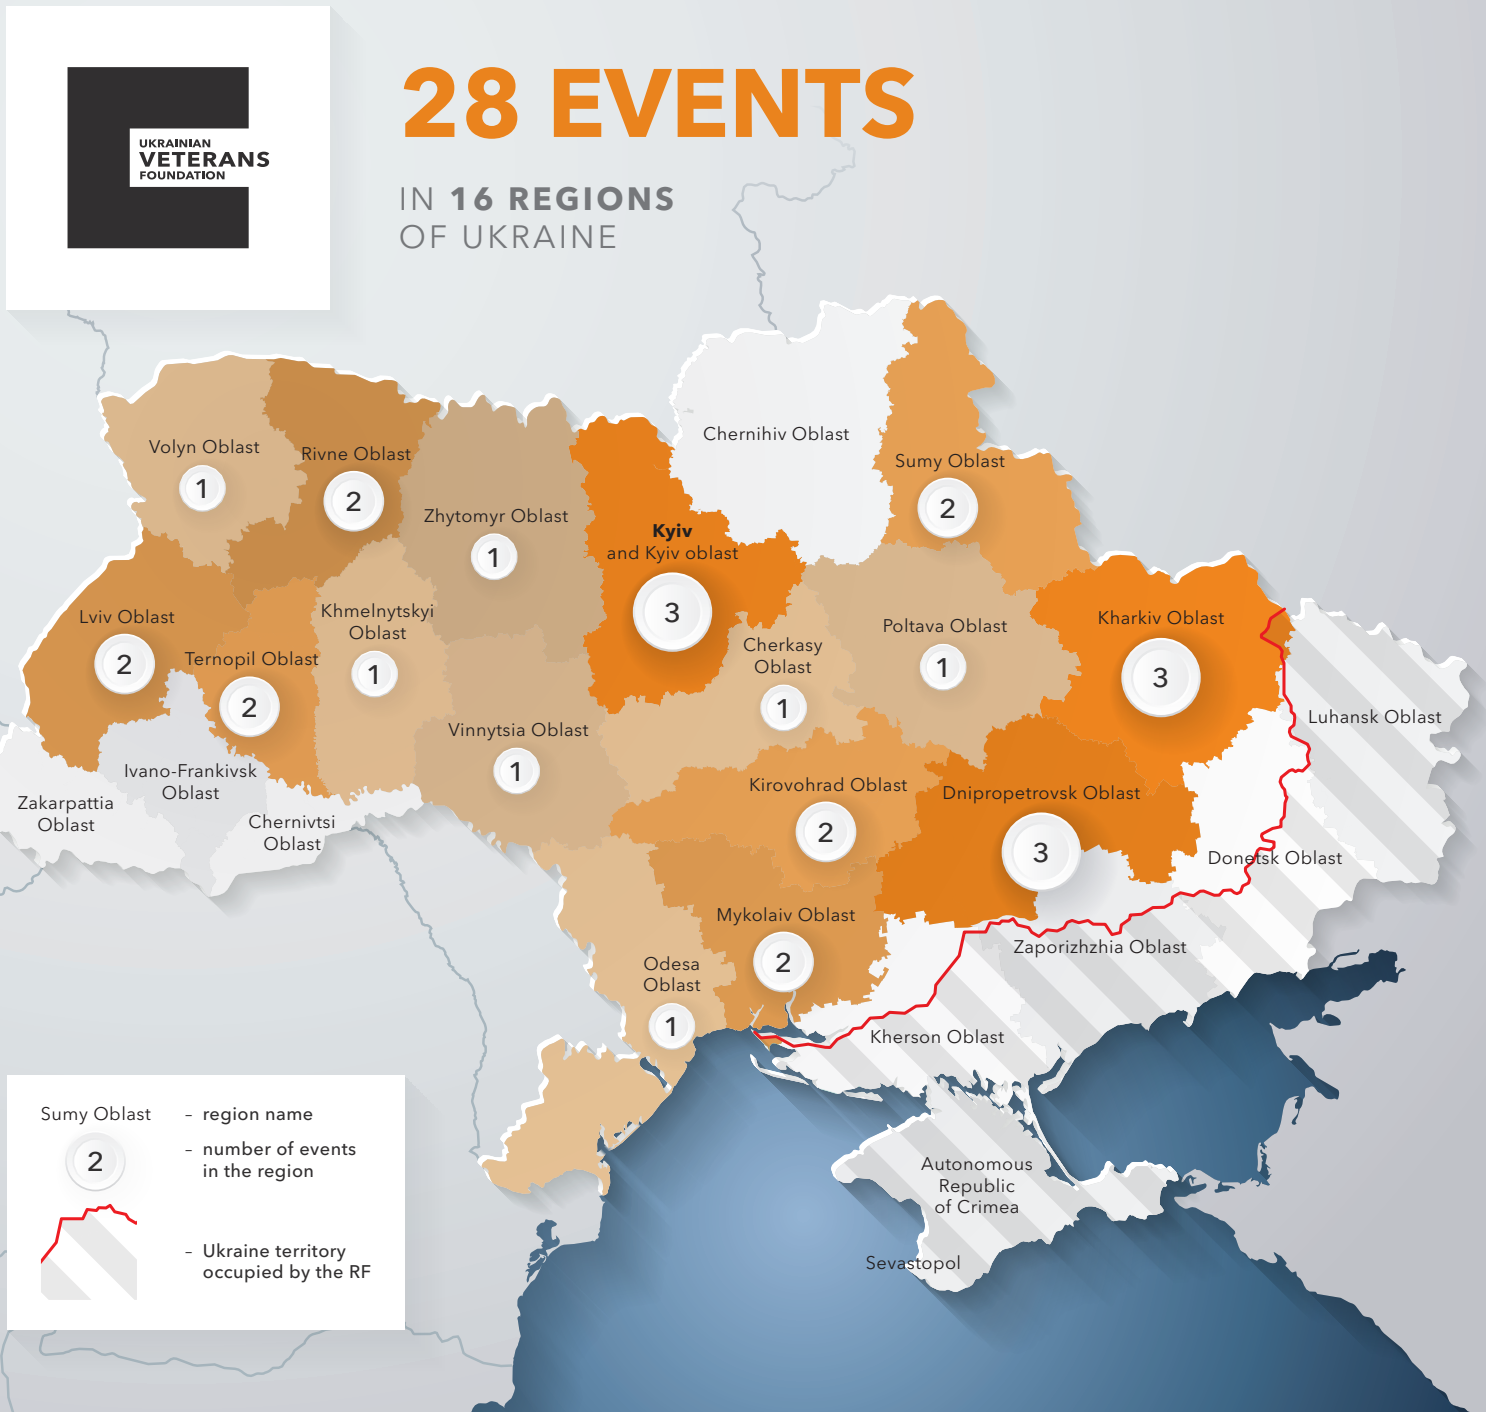 UKRAINIAN
VETERANS
FOUNDATION
28 EVENTS
IN 16 REGIONS
OF UKRAINE
Chernihiv Oblast
Volyn Oblast
1
Rivne Oblast
2
Zhytomyr Oblast
1
Kyiv
and Kyiv oblast
3
Sumy Oblast
2
Lviv Oblast
2
Ternopil Oblast
2
Khmelnytskyi
Oblast
1
Cherkasy
Oblast
1
Poltava Oblast
1
Kharkiv Oblast
3
Luhansk Oblast
Vinnytsia Oblast
1
Ivano-Frankivsk
Oblast
Zakarpattia
Oblast
Chernivtsi
Oblast
Kirovohrad Oblast
2
Dnipropetrovsk Oblast
3
Donetsk Oblast
Mykolaiv Oblast
2
Zaporizhzhia Oblast
Odesa
Oblast
1
Kherson Oblast
Autonomous
Republic
of Crimea
Sevastopol
Sumy Oblast – region name
2 – number of events
in the region
– Ukraine territory
occupied by the RF